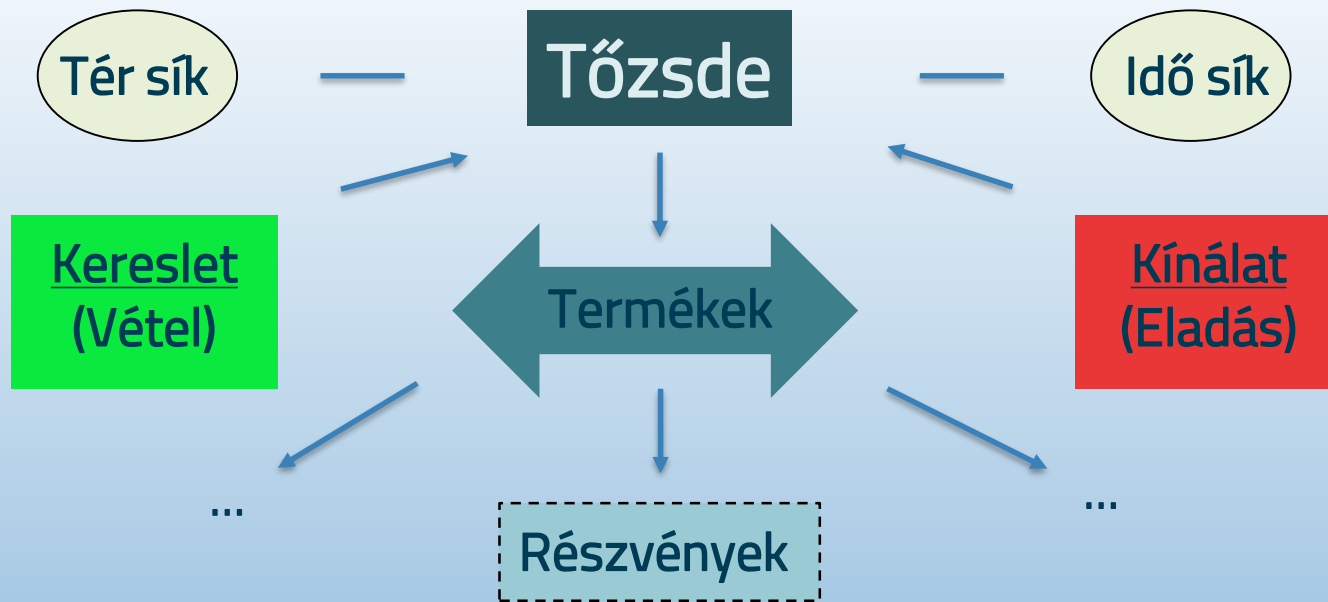 Tér sík
Tőzsde
Idő sík
Kereslet
(Vétel)
Termékek
Kínálat
(Eladás)
...
Részvények
...